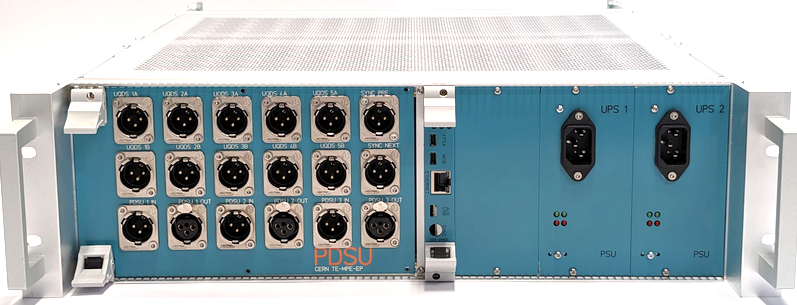 UQDS 1A UQDS 2A UQDS 3A UQDS 4A UQDS 5A SYNC PRE
UQDS 1B UQDS 2B UQDS 3B UQDS 4B UQDS 5B SYNC NEXT
PDSU 1 IN PDSU 1 OUT PDSU 2 IN PDSU 2 OUT PDSU 3 IN PDSU 3 OUT
PDSU
CERN TE-MPE-EP
UPS 1
UPS 2
PSU
PSU